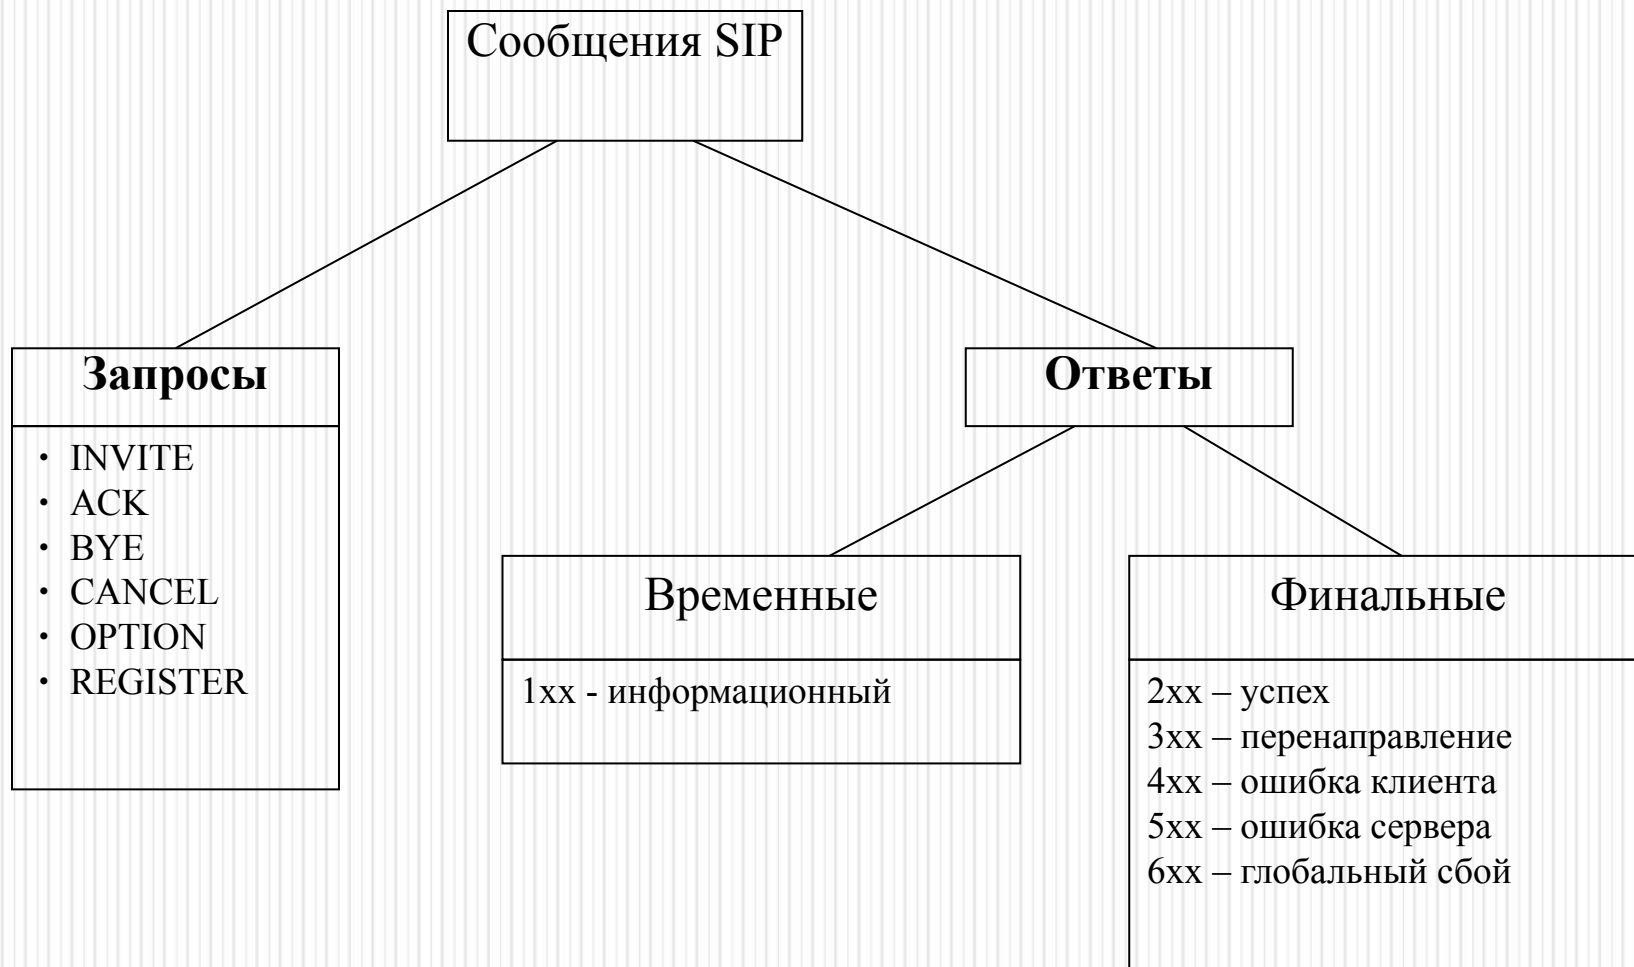 Сообщения SIP
Запросы
• INVITE
• ACK
• BYE
• CANCEL
• OPTION
• REGISTER
Ответы
Временные
1xx - информационный
Финальные
2xx – успех
3xx – перенаправление
4xx – ошибка клиента
5xx – ошибка сервера
6xx – глобальный сбой